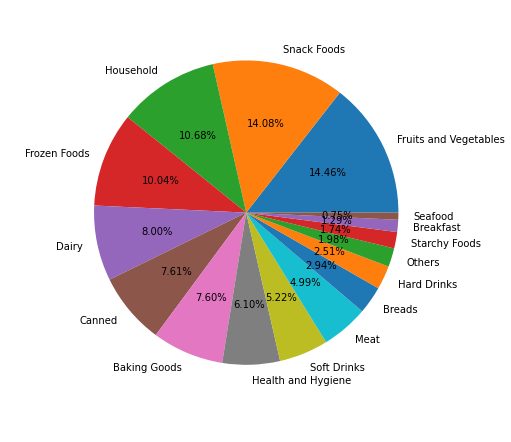 Snack Foods
Household
14.08%
10.68%
Fruits and Vegetables
14.46%
Frozen Foods
10.04%
0.75%
Seafood
1.29%
Breakfast
8.00%
1.74%
Starchy Foods
Dairy
1.98%
2.51%
Others
7.61%
2.94%
Hard Drinks
4.99%
7.60%
5.22%
6.10%
Breads
Canned
Meat
Baking Goods
Soft Drinks
Health and Hygiene